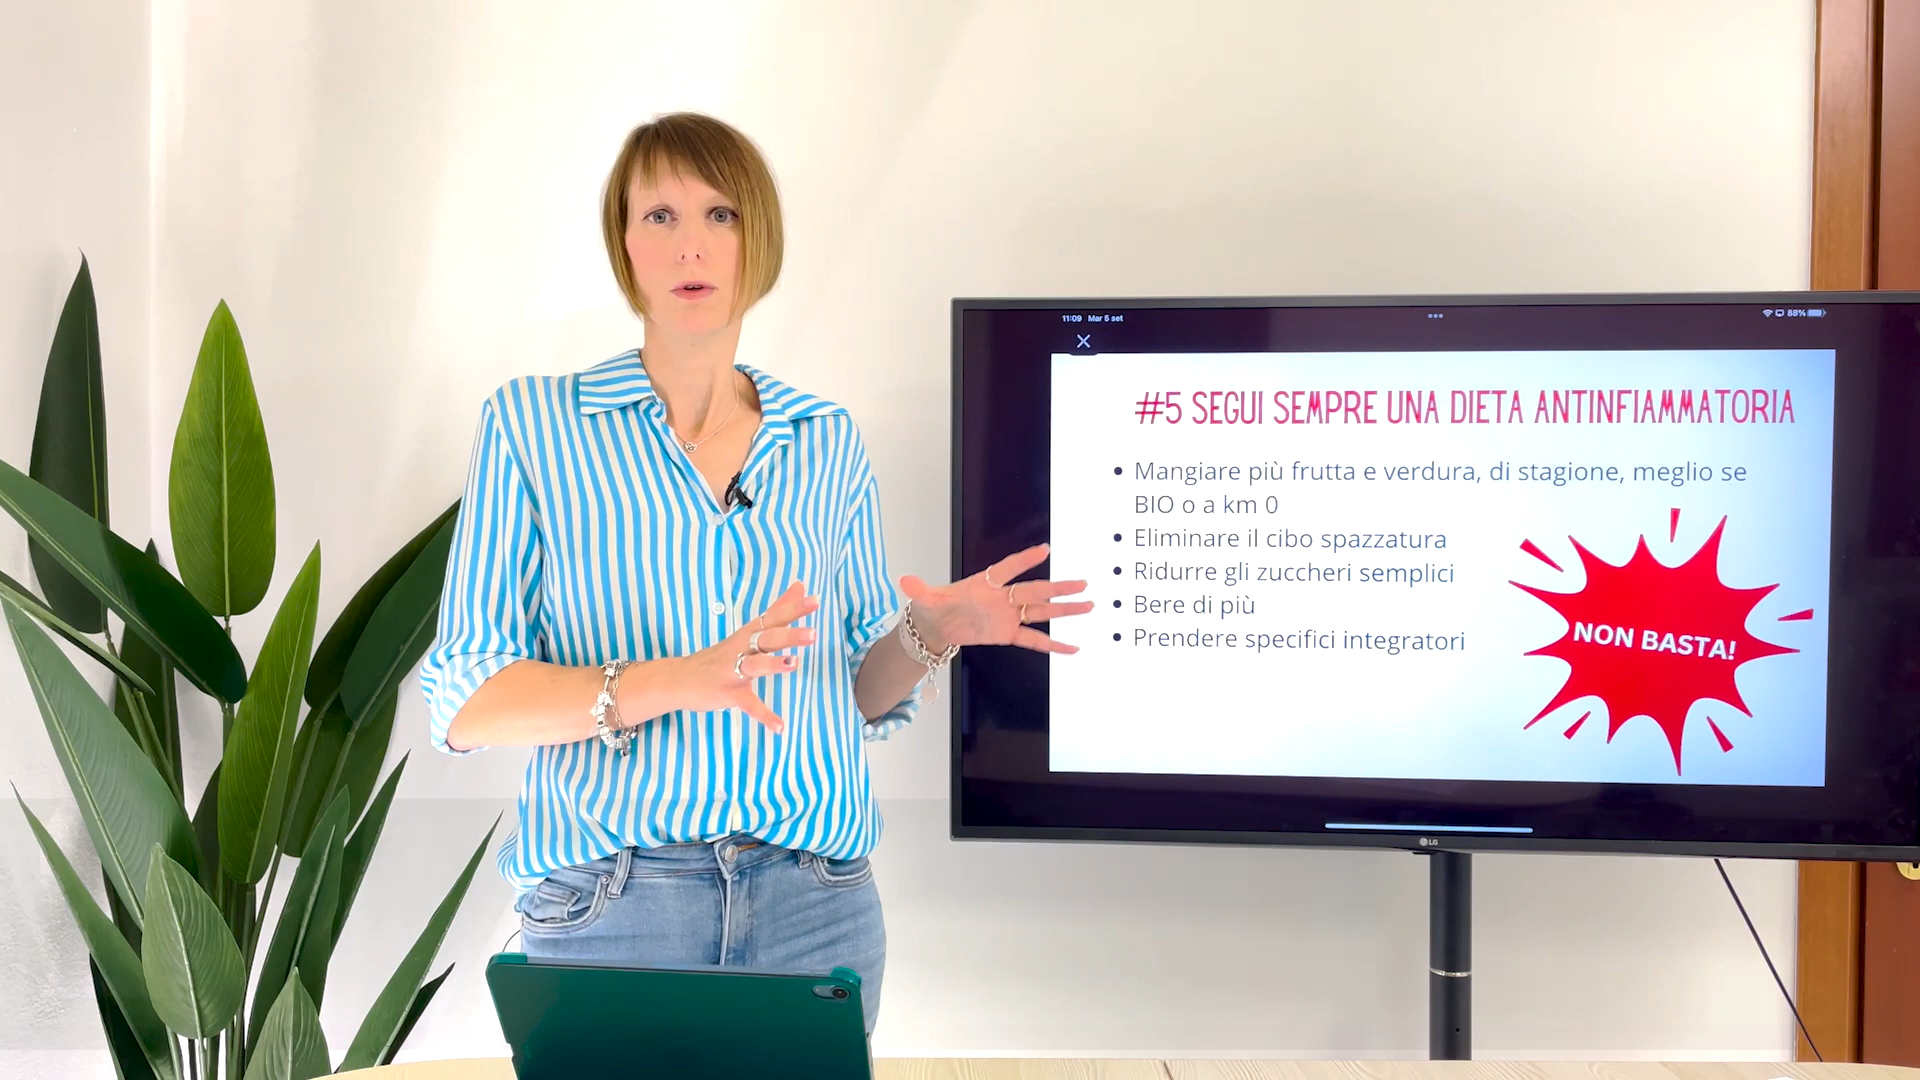 11:09 Mar 5 set
88%
#5 SEGUI SEMPRE UNA DIETA ANTINFIAMMATORIA
• Mangiare più frutta e verdura, di stagione, meglio se
BIO o a km 0
• Eliminare il cibo spazzatura
• Ridurre gli zuccheri semplici
• Bere di più
• Prendere specifici integratori
NON BASTA!
LG